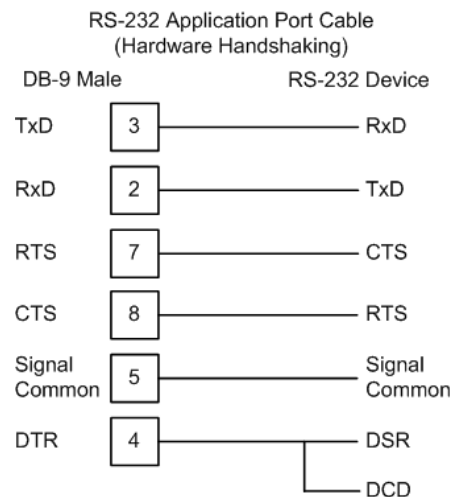 RS-232 Application Port Cable
(Hardware Handshaking)
DB-9 Male RS-232 Device
TxD 3 RxD
RxD 2 TxD
RTS 7 CTS
CTS 8 RTS
Signal
Common 5 Signal
Common
DTR 4 DSR
DCD